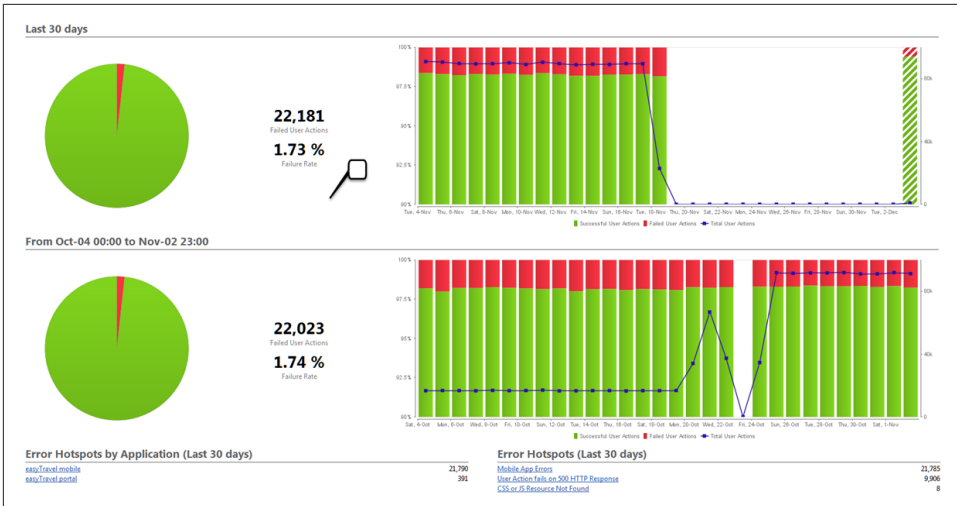 Last 30 days
22,181
Failed User Actions
1.73 %
Failure Rate
100%
97.5%
95%
92.5%
90%
80k
40k
0
Tue, 4-Nov Thu, 6-Nov Sat, 8-Nov Mon, 10-Nov Wed, 12-Nov Fri, 14-Nov Sun, 16-Nov Tue, 18-Nov Thu, 20-Nov Sat, 22-Nov Mon, 24-Nov Wed, 26-Nov Fri, 28-Nov Sun, 30-Nov Tue, 2-Dec
Successful User Actions Failed User Actions Total User Actions
From Oct-04 00:00 to Nov-02 23:00
22,023
Failed User Actions
1.74 %
Failure Rate
100%
97.5%
95%
92.5%
90%
80k
40k
0
Sat, 4-Oct Mon, 6-Oct Wed, 8-Oct Fri, 10-Oct Sun, 12-Oct Tue, 14-Oct Thu, 16-Oct Sat, 18-Oct Mon, 20-Oct Wed, 22-Oct Fri, 24-Oct Sun, 26-Oct Tue, 28-Oct Thu, 30-Oct Sat, 1-Nov
Successful User Actions Failed User Actions Total User Actions
Error Hotspots by Application (Last 30 days)
easyTravel mobile 21,790
easyTravel portal 391
Error Hotspots (Last 30 days)
Mobile App Errors 21,785
User Action fails on 500 HTTP Response 9,906
CSS or JS Resource Not Found 8